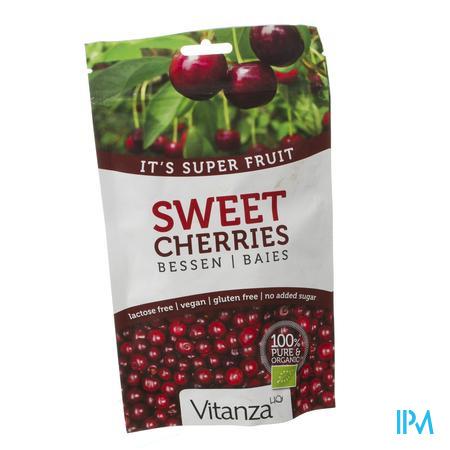 IT'S SUPER FRUIT
SWEET
CHERRIES
BESSEN | BAIES
lactose free | vegan | gluten free | no added sugar
100%
PURE &
ORGANIC
Vitanza HQ
IPM